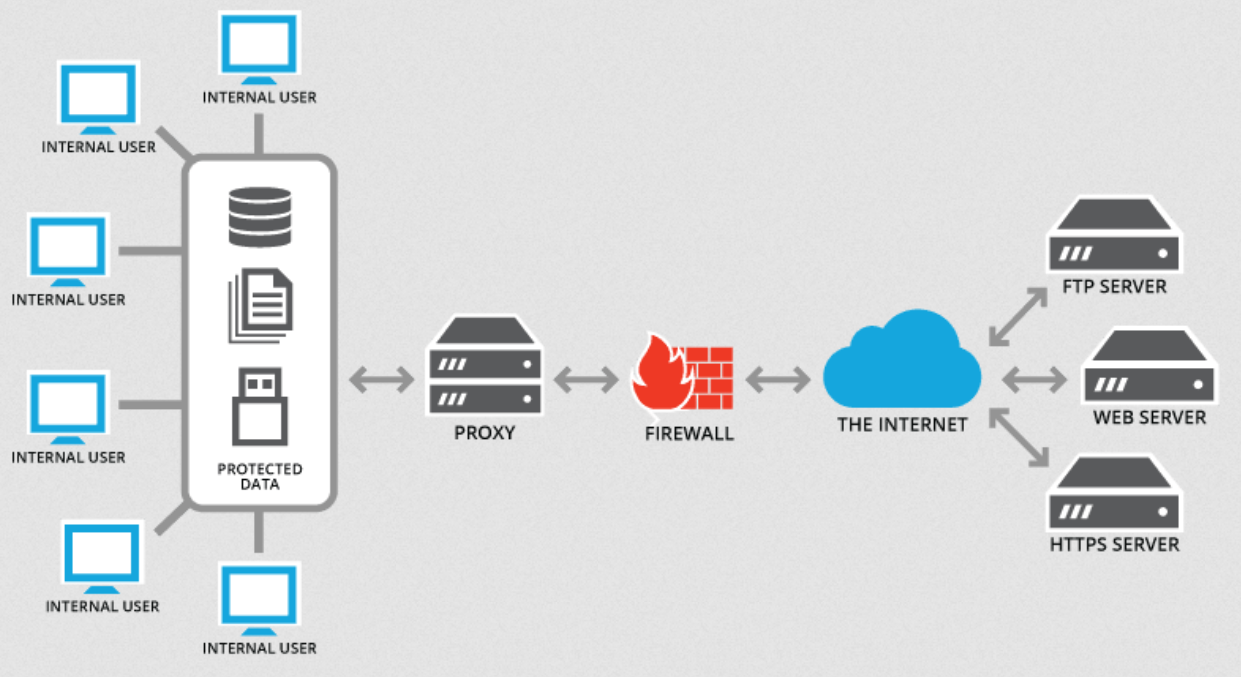 INTERNAL USER
INTERNAL USER
INTERNAL USER
INTERNAL USER
INTERNAL USER
INTERNAL USER
PROTECTED
DATA
PROXY
FIREWALL
THE INTERNET
FTP SERVER
WEB SERVER
HTTPS SERVER